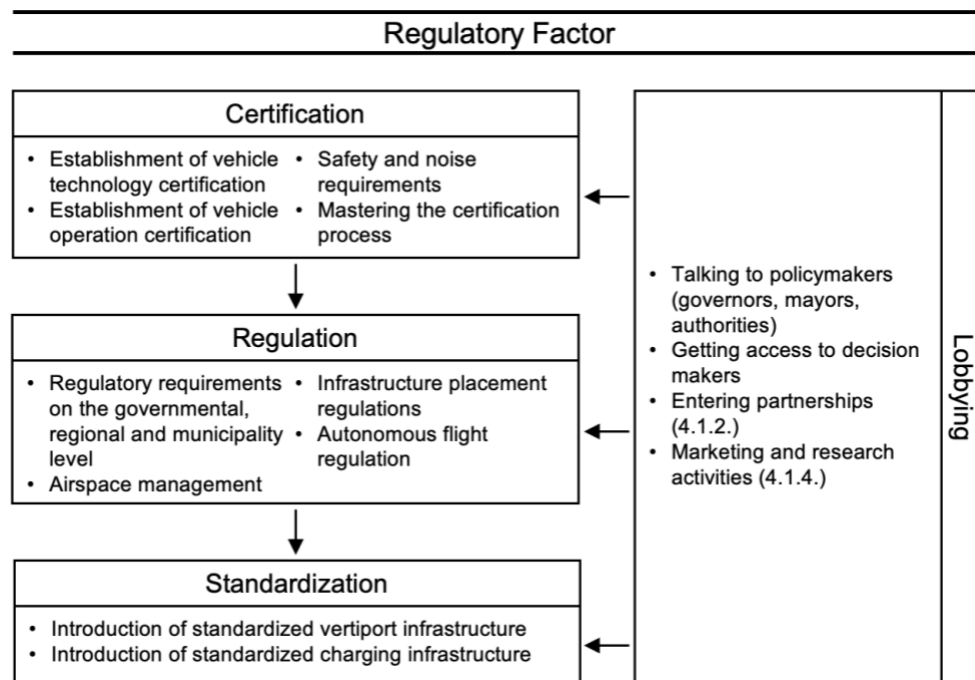 Regulatory Factor
Certification
• Establishment of vehicle
technology certification
• Establishment of vehicle
operation certification
• Safety and noise
requirements
• Mastering the certification
process
Regulation
• Regulatory requirements
on the governmental,
regional and municipality
level
• Airspace management
• Infrastructure placement
regulations
• Autonomous flight
regulation
Standardization
• Introduction of standardized vertiport infrastructure
• Introduction of standardized charging infrastructure
• Talking to policymakers
(governors, mayors,
authorities)
• Getting access to decision
makers
• Entering partnerships
(4.1.2.)
• Marketing and research
activities (4.1.4.)
Lobbying